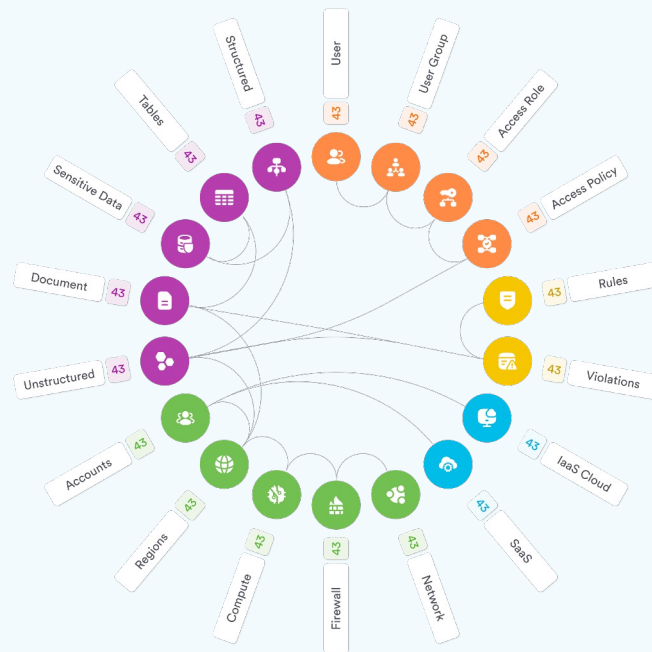 User
43
User Group
43
Access Role
43
Access Policy
43
Rules
43
Violations
43
IaaS Cloud
43
SaaS
43
Network
43
Firewall
43
Compute
43
Regions
43
Accounts
43
Unstructured
43
Document
43
Sensitive Data
43
Tables
43
Structured
43